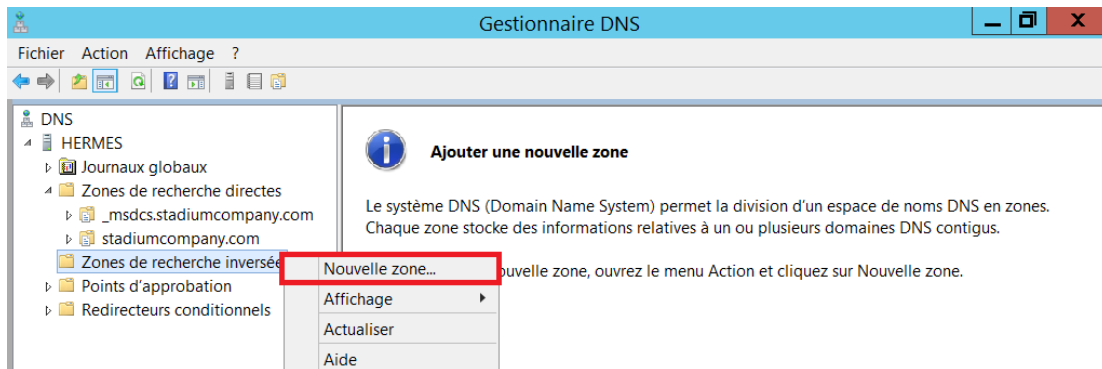 Gestionnaire DNS
Fichier Action Affichage ?
DNS
HERMES
Journaux globaux
Zones de recherche directes
_msdcs.stadiumcompany.com
stadiumcompany.com
Zones de recherche inversée
Points d'approbation
Redirecteurs conditionnels
Nouvelle zone...
Affichage
Actualiser
Aide
Ajouter une nouvelle zone
Le système DNS (Domain Name System) permet la division d'un espace de noms DNS en zones.
Chaque zone stocke des informations relatives à un ou plusieurs domaines DNS contigus.
ouvelle zone, ouvrez le menu Action et cliquez sur Nouvelle zone.